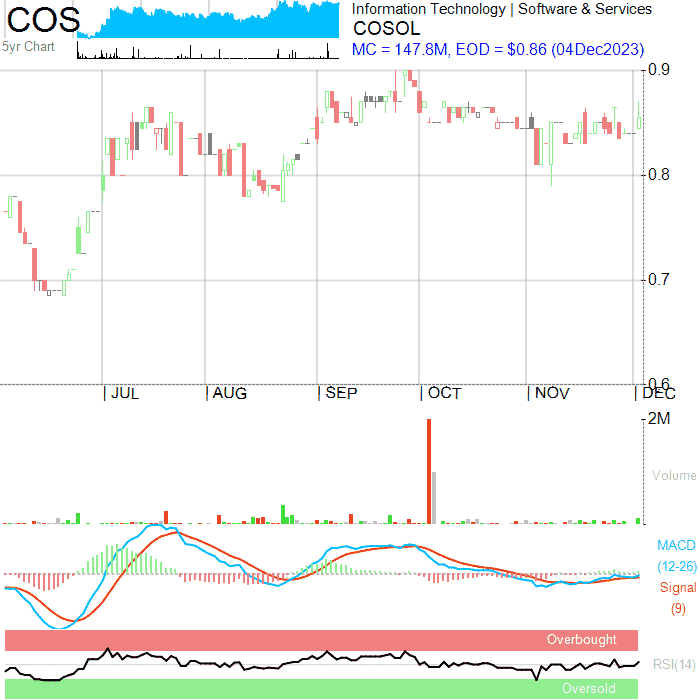 COS
5yr Chart
Information Technology | Software & Services
COSOL
MC = 147.8M, EOD = $0.86 (04Dec2023)
0.9
0.8
0.7
0.6
| JUL | AUG | SEP | OCT | NOV | DEC
2M
Volume
MACD
(12-26)
Signal
(9)
Overbought
RSI(14)
Oversold